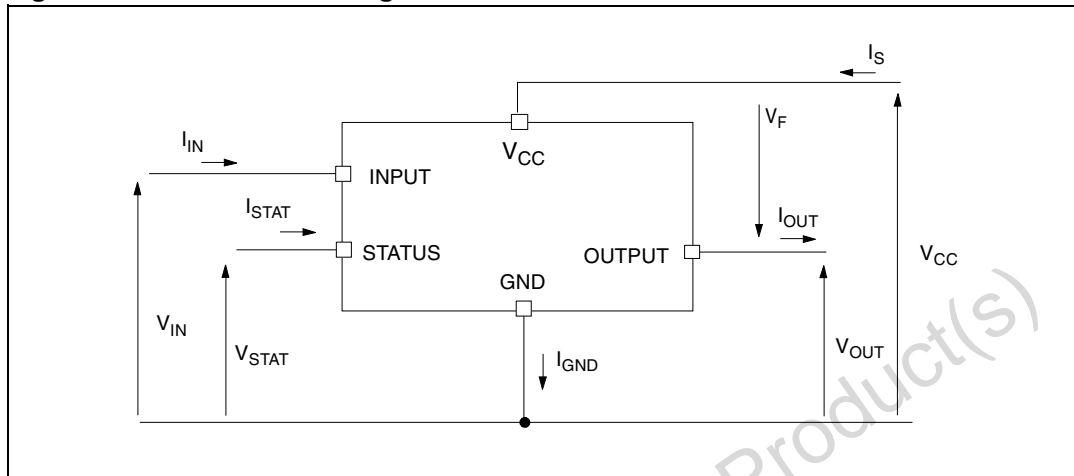 I_S
V_F
V_CC
I_IN
INPUT
I_STAT
I_OUT
STATUS
OUTPUT
V_CC
GND
V_IN
V_STAT
I_GND
V_OUT
Product(s)